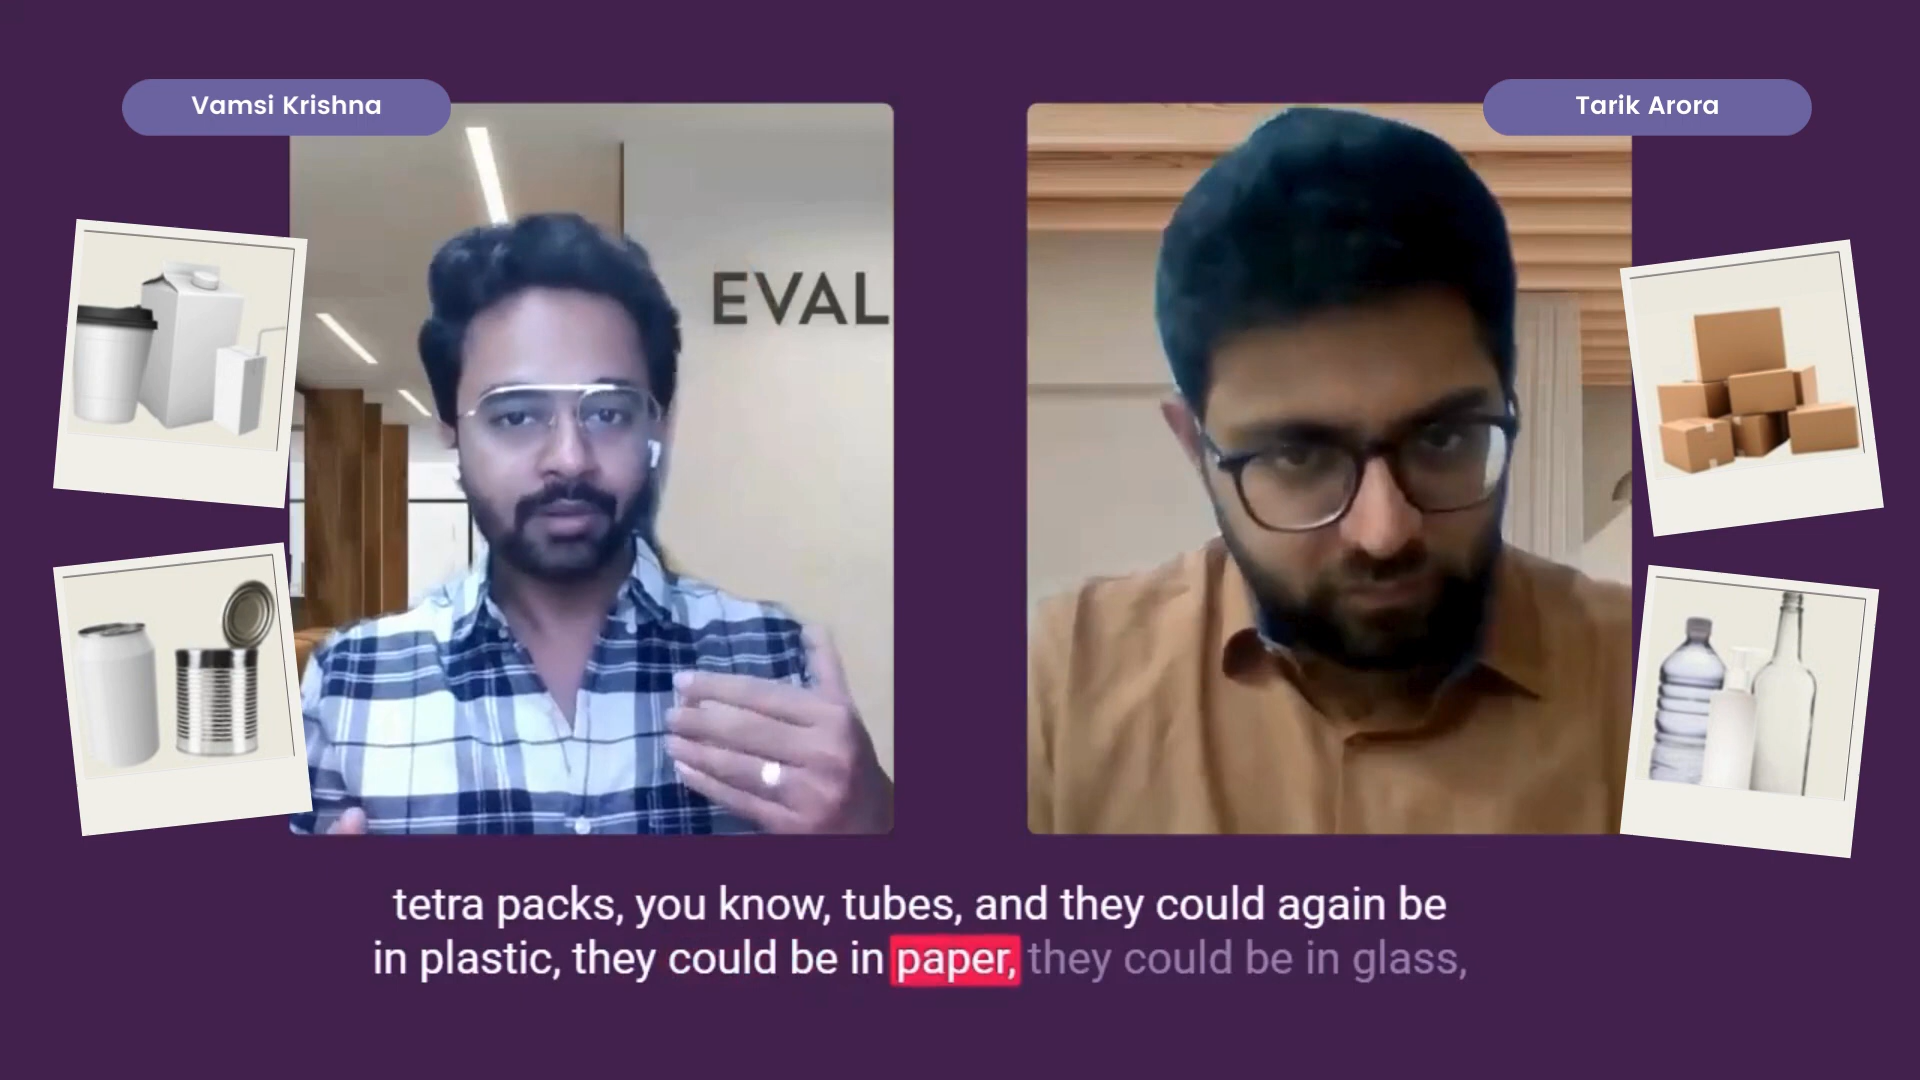 Vamsi Krishna
Tarik Arora
EVAL
tetra packs, you know, tubes, and they could again be
in plastic, they could be in paper, they could be in glass,